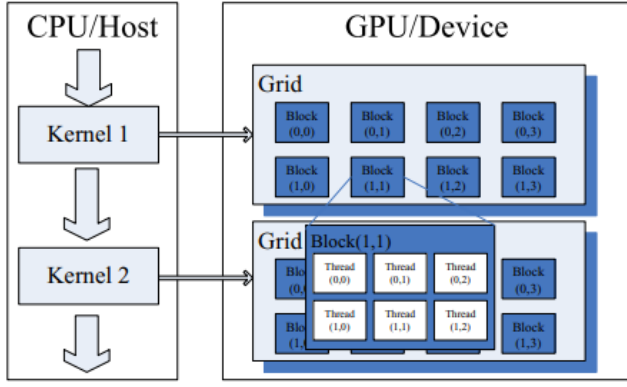 CPU/Host
GPU/Device
Kernel 1
Grid
Block
(0,0)
Block
(0,1)
Block
(0,2)
Block
(0,3)
Block
(1,0)
Block
(1,1)
Block
(1,2)
Block
(1,3)
Kernel 2
Grid
Block(1,1)
Thread
(0,0)
Thread
(0,1)
Thread
(0,2)
Thread
(1,0)
Thread
(1,1)
Thread
(1,2)
Block
(0,3)
Block
(1,3)